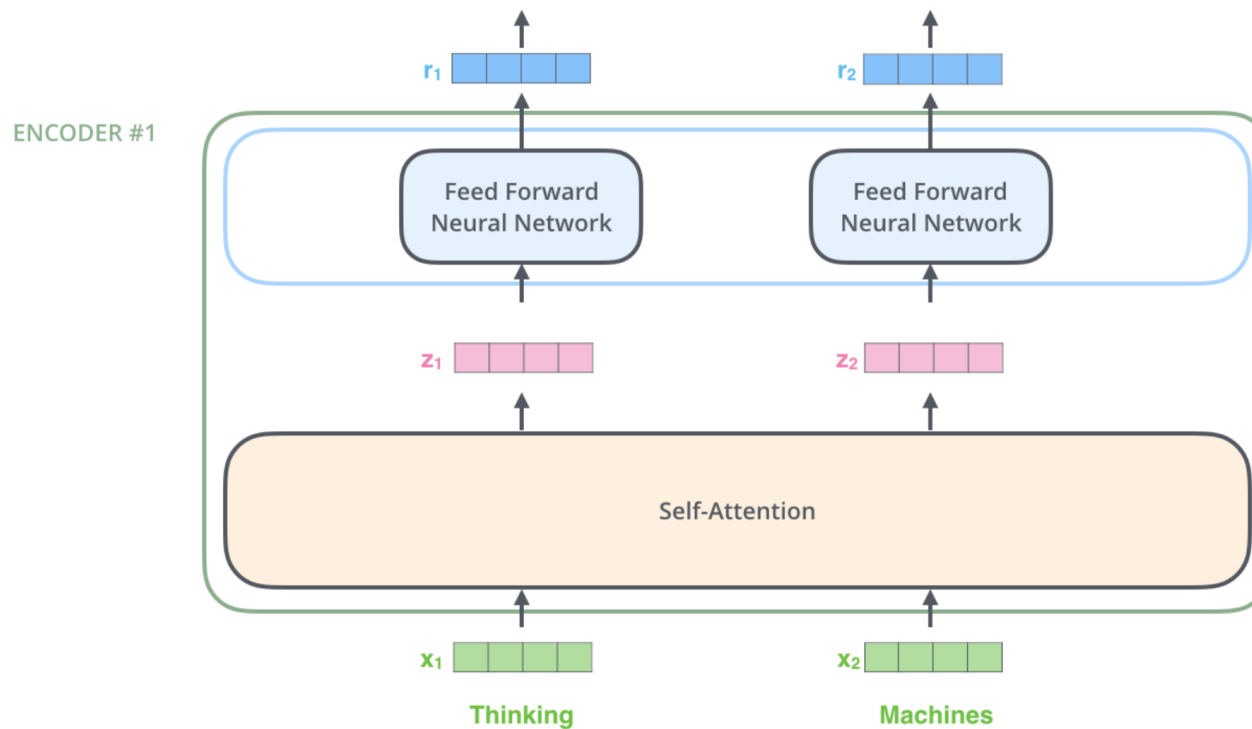 r₁
r₂
ENCODER #1
Feed Forward
Neural Network
Feed Forward
Neural Network
z₁
z₂
Self-Attention
x₁
x₂
Thinking
Machines